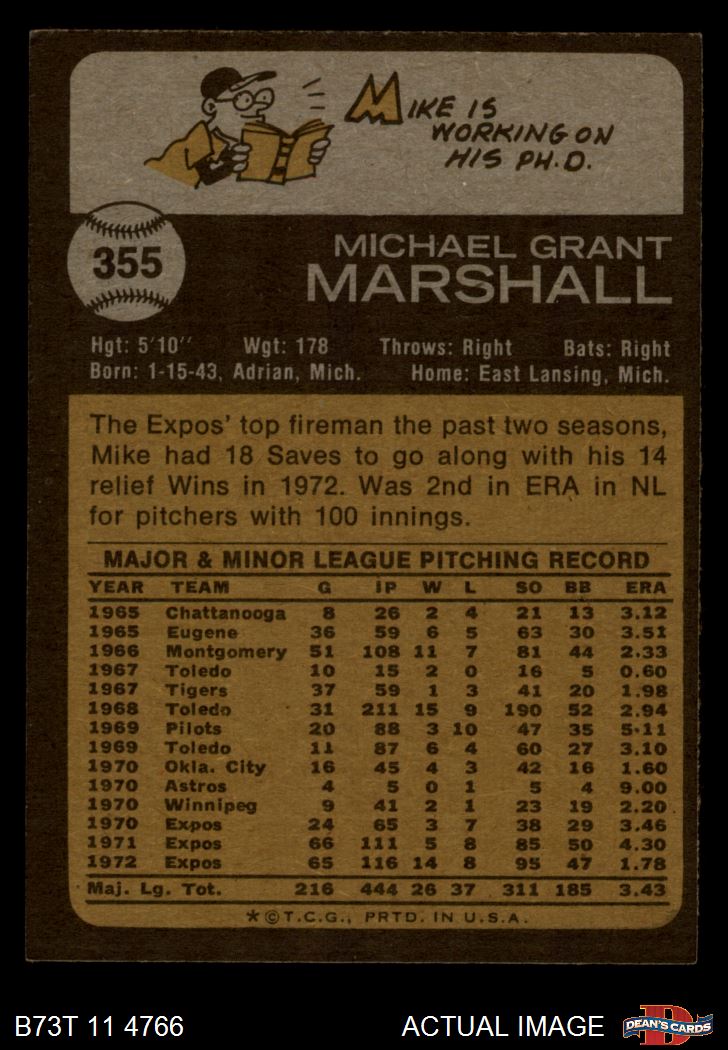 MIKE IS
WORKING ON
HIS PH.D.
355
MICHAEL GRANT
MARSHALL
Hgt: 5'10" Wgt: 178 Throws: Right Bats: Right
Born: 1-15-43, Adrian, Mich. Home: East Lansing, Mich.
The Expos' top fireman the past two seasons,
Mike had 18 Saves to go along with his 14
relief Wins in 1972. Was 2nd in ERA in NL
for pitchers with 100 innings.
MAJOR & MINOR LEAGUE PITCHING RECORD
YEAR TEAM G IP W L SO BB ERA
1965 Chattanooga 8 26 2 4 21 13 3.12
1965 Eugene 36 59 6 5 63 30 3.51
1966 Montgomery 51 108 11 7 81 44 2.33
1967 Toledo 10 15 2 0 16 5 0.60
1967 Tigers 37 59 1 3 41 20 1.98
1968 Toledo 31 211 15 9 190 52 2.94
1969 Pilots 20 88 3 10 47 35 5.11
1969 Toledo 11 87 6 4 60 27 3.10
1970 Okla. City 16 45 4 3 42 16 1.60
1970 Astros 4 5 0 1 5 4 9.00
1970 Winnipeg 9 41 2 1 23 19 2.20
1970 Expos 24 65 3 7 38 29 3.46
1971 Expos 66 111 5 8 85 50 4.30
1972 Expos 65 116 14 8 95 47 1.78
Maj. Lg. Tot. 216 444 26 37 311 185 3.43
*©T.C.G., PRTD. IN U.S.A.
B73T 11 4766 ACTUAL IMAGE D DEAN'S CARDS